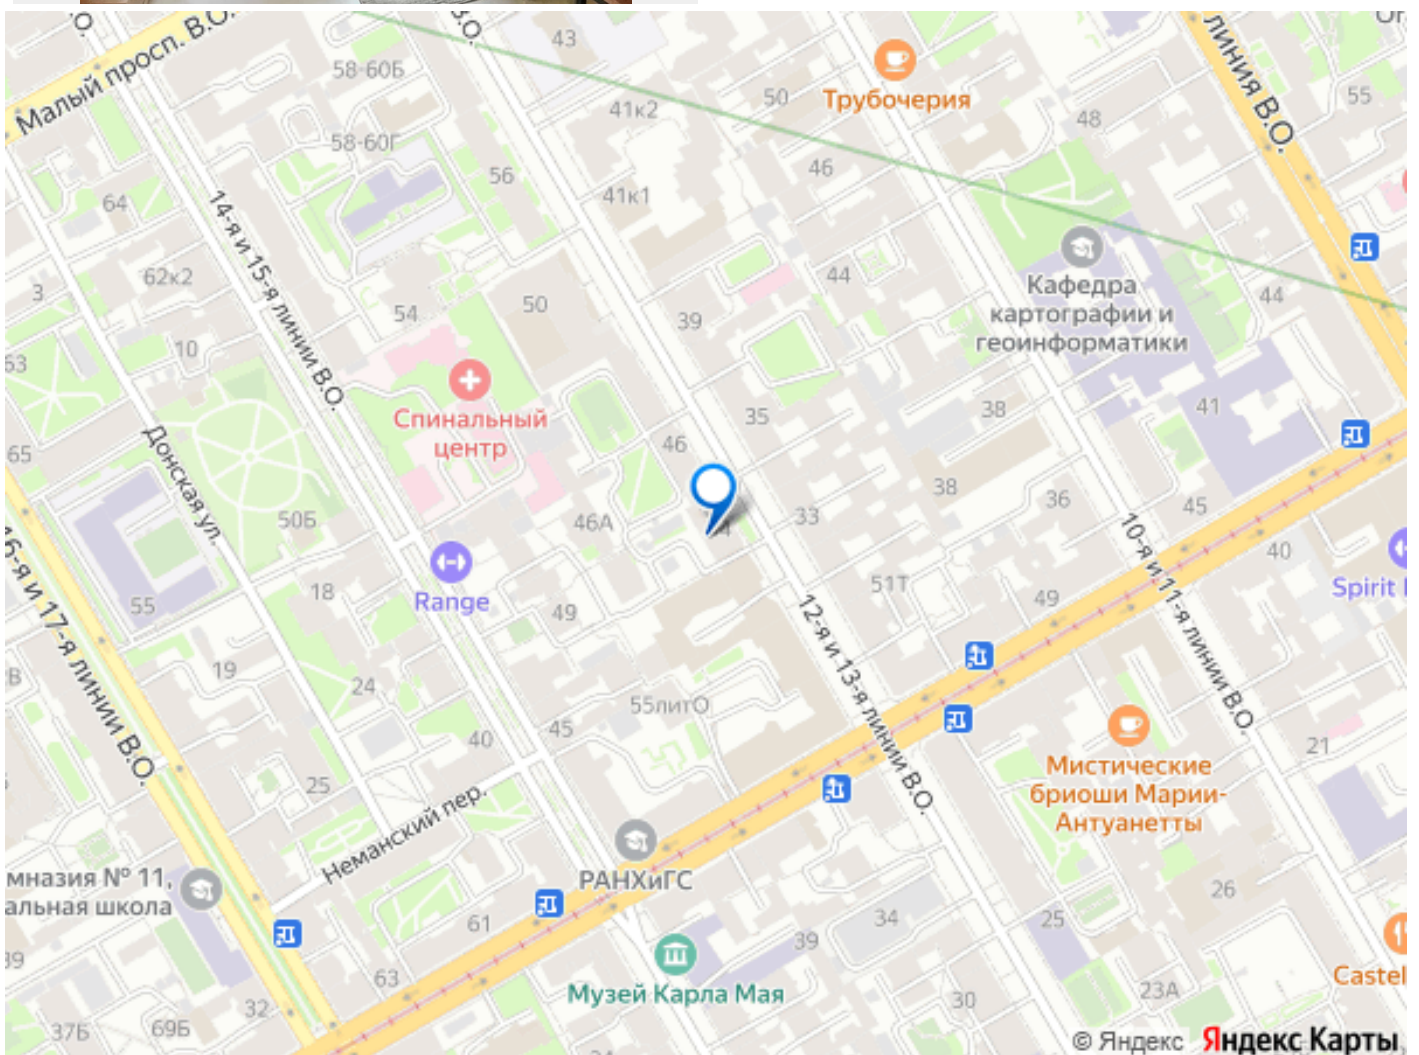 Малый просп. В.О.
О.
В.О.
43
58-60Б
41к2
50
Трубочерия
48
линия В.О.
55
58-60Г
56
46
41к1
64
14-я и 15-я линии В.О.
62к2
3
54
50
39
44
Кафедра
картографии и
геоинформатики
44
10
53
Спинальный
центр
35
38
41
46
65
Донская ул.
50Б
46А
33
38
36
45
10-я и 11-я линии В.О.
40
16-я и 17-я линии В.О.
55
18
Range
49
51Т
49
Spirit
12-я и 13-я линии В.О.
В
19
24
55литО
45
40
25
21
Мистические
бриоши Марии-
Антуанетты
Неманский пер.
мназия № 11,
альная школа
РАНХиГС
26
61
34
25
39
39
63
Музей Карла Мая
Castel
32
30
23А
37Б
69Б
© Яндекс Яндекс Карты